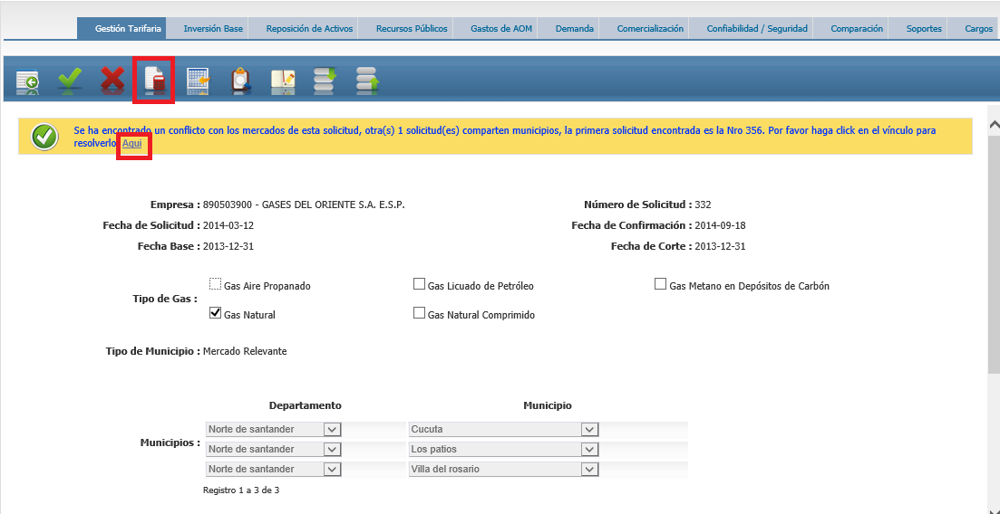 Gestión Tarifaria Inversión Base Reposición de Activos Recursos Públicos Gastos de AOM Demanda Comercialización Confiabilidad / Seguridad Comparación Soportes Cargos
Se ha encontrado un conflicto con los mercados de esta solicitud, otra(s) 1 solicitud(es) comparten municipios, la primera solicitud encontrada es la Nro 356. Por favor haga click en el vínculo para
resolverlo Aqui
Empresa : 890503900 - GASES DEL ORIENTE S.A. E.S.P. Número de Solicitud : 332
Fecha de Solicitud : 2014-03-12 Fecha de Confirmación : 2014-09-18
Fecha Base : 2013-12-31 Fecha de Corte : 2013-12-31
Gas Aire Propanado Gas Licuado de Petróleo Gas Metano en Depósitos de Carbón
Tipo de Gas :
Gas Natural Gas Natural Comprimido
Tipo de Municipio : Mercado Relevante
Departamento Municipio
Norte de santander Cucuta
Municipios : Norte de santander Los patios
Norte de santander Villa del rosario
Registro 1 a 3 de 3